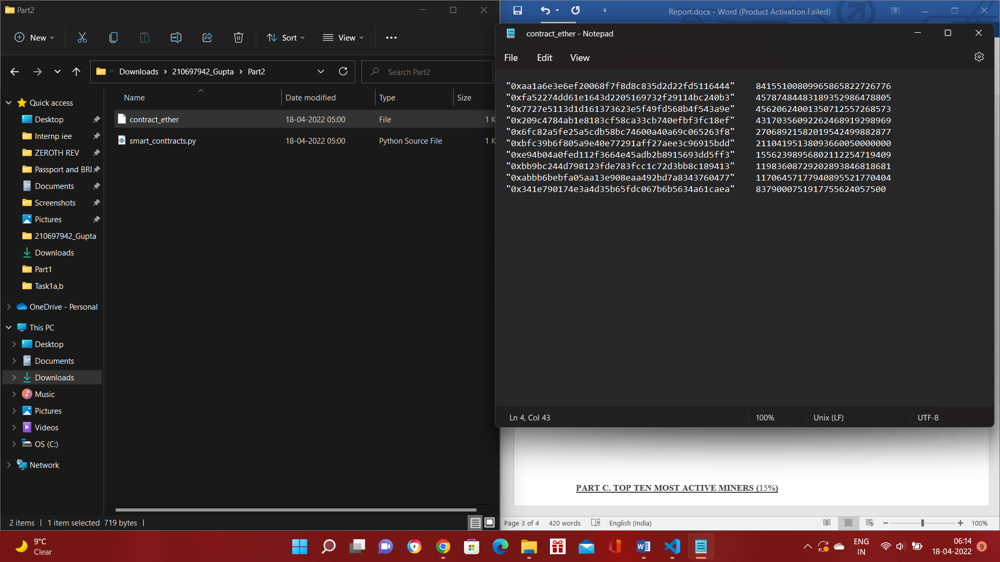 Part2
New
Sort
View
Downloads
210697942_Gupta
Part2
Search Part2
Name
Date modified
Type
Size
contract_ether
18-04-2022 05:00
File
1 K
smart_conttracts.py
18-04-2022 05:00
Python Source File
1 K
Quick access
Desktop
Internp iee
ZEROTH REV
Passport and BRI
Documents
Screenshots
Pictures
210697942_Gupta
Downloads
Part1
Task1a,b
OneDrive - Personal
This PC
Desktop
Documents
Downloads
Music
Pictures
Videos
OS (C:)
Network
2 items
1 item selected 719 bytes
Report.docx - Word (Product Activation Failed)
contract_ether - Notepad
File
Edit
View
"0xaa1a6e3e6ef20068f7f8d8c835d2d22fd5116444" 84155100809965865822726776
"0xfa52274dd61e1643d2205169732f29114bc240b3" 45787484483189352986478805
"0x7727e5113d1d161373623e5f49fd568b4f543a9e" 45620624001350712557268573
"0x209c4784ab1e8183cf58ca33cb740efbf3fc18ef" 43170356092262468919298969
"0x6fc82a5fe25a5cdb58bc74600a40a69c065263f8" 27068921582019542499882877
"0xbfc39b6f805a9e40e77291aff27aee3c96915bdd" 21104195138093660050000000
"0xe94b04a0fed112f3664e45adb2b8915693dd5ff3" 15562398956802112254719409
"0xbb9bc244d798123fde783fcc1c72d3bb8c189413" 11983608729202893846818681
"0xabbb6bebfa05aa13e908eaa492bd7a8343760477" 11706457177940895521770404
"0x341e790174e3a4d35b65fdc067b6b5634a61caea" 8379000751917755624057500
Ln 4, Col 43
100%
Unix (LF)
UTF-8
PART C. TOP TEN MOST ACTIVE MINERS (15%)
Page 3 of 4
420 words
English (India)
100%
9°C
Clear
ENG
IN
06:14
18-04-2022
9